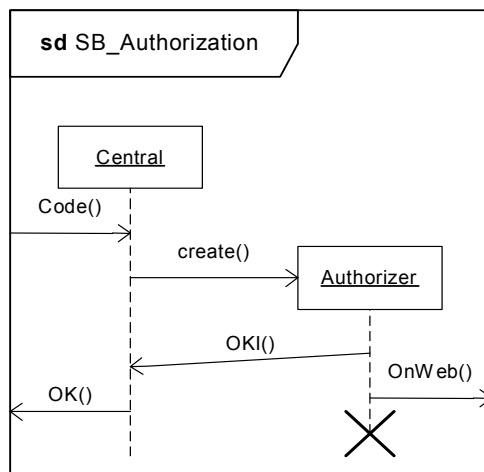 sd SB_Authorization
Central
Code()
create()
Authorizer
OKI()
OnWeb()
OK()